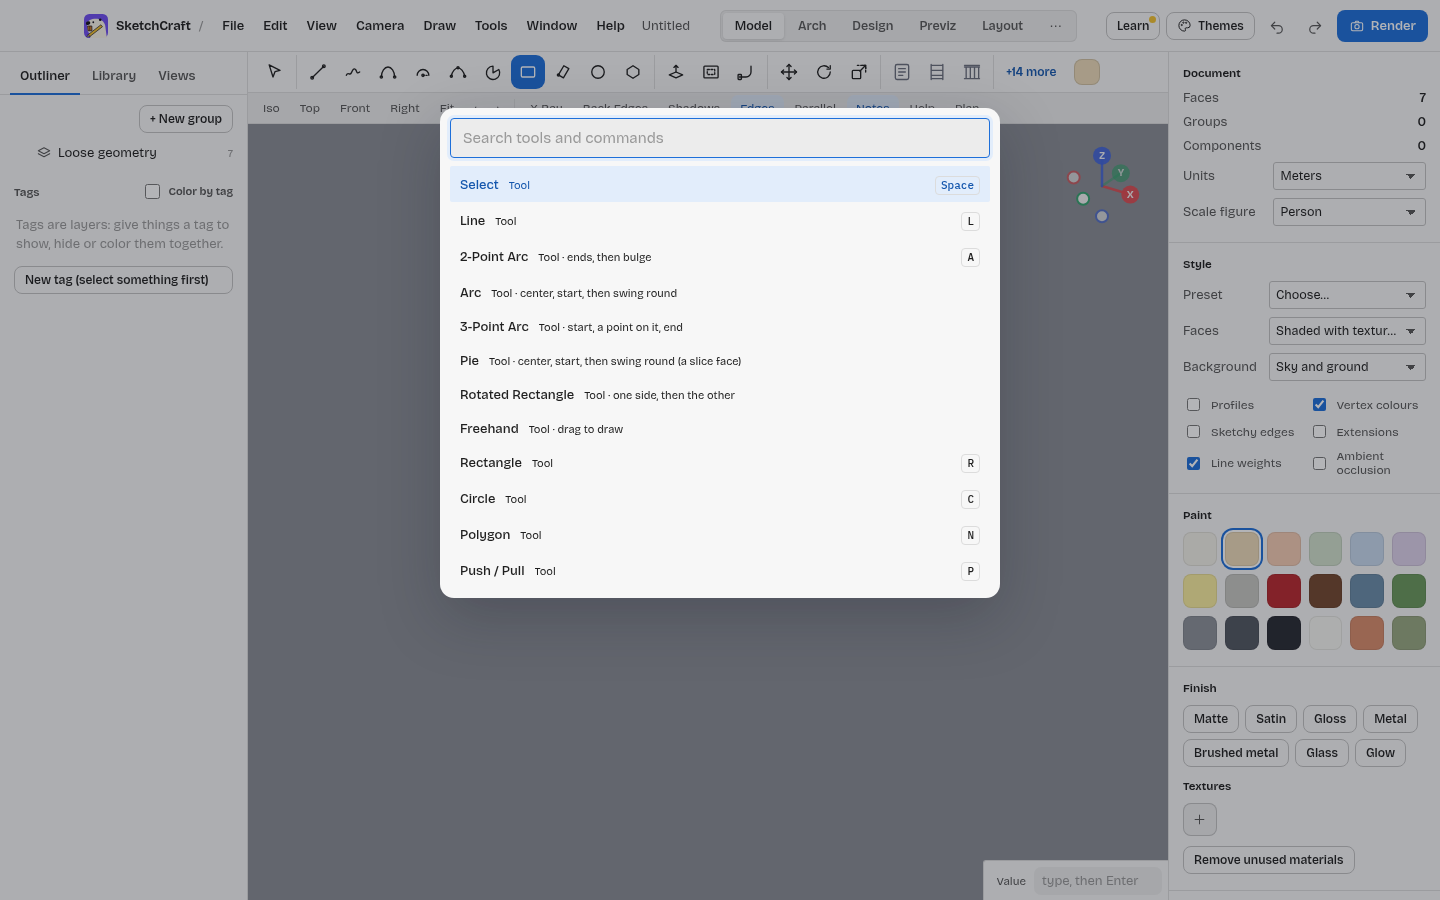 SketchCraft / File Edit View Camera Draw Tools Window Help Untitled Model Arch Design Previz Layout ... Learn Themes Render
Outliner Library Views
+14 more
Iso Top Front Right
+ New group
Loose geometry 7
Tags Color by tag
Tags are layers: give things a tag to
show, hide or color them together.
New tag (select something first)
Search tools and commands
Select Tool Space
Line Tool L
2-Point Arc Tool · ends, then bulge A
Arc Tool · center, start, then swing round
3-Point Arc Tool · start, a point on it, end
Pie Tool · center, start, then swing round (a slice face)
Rotated Rectangle Tool · one side, then the other
Freehand Tool · drag to draw
Rectangle Tool R
Circle Tool C
Polygon Tool N
Push / Pull Tool P
Z
Y
X
Value type, then Enter
Document
Faces 7
Groups 0
Components 0
Units Meters
Scale figure Person
Style
Preset Choose...
Faces Shaded with textur...
Background Sky and ground
Profiles Vertex colours
Sketchy edges Extensions
Line weights Ambient
occlusion
Paint
Finish
Matte Satin Gloss Metal
Brushed metal Glass Glow
Textures
+
Remove unused materials